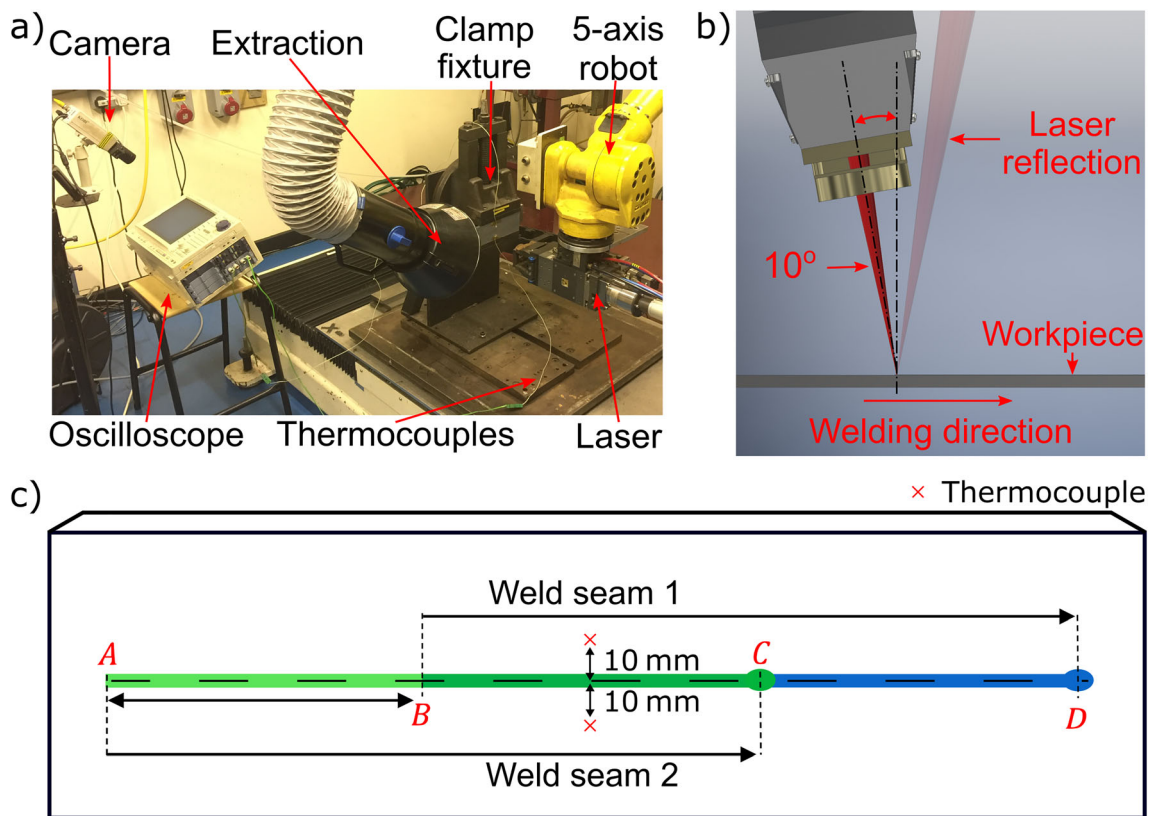 a)
Camera
Extraction
Clamp
fixture
5-axis
robot
Oscilloscope
Thermocouples
Laser
b)
Laser
reflection
10°
Workpiece
Welding direction
c)
× Thermocouple
Weld seam 1
A
10 mm
C
10 mm
B
D
Weld seam 2